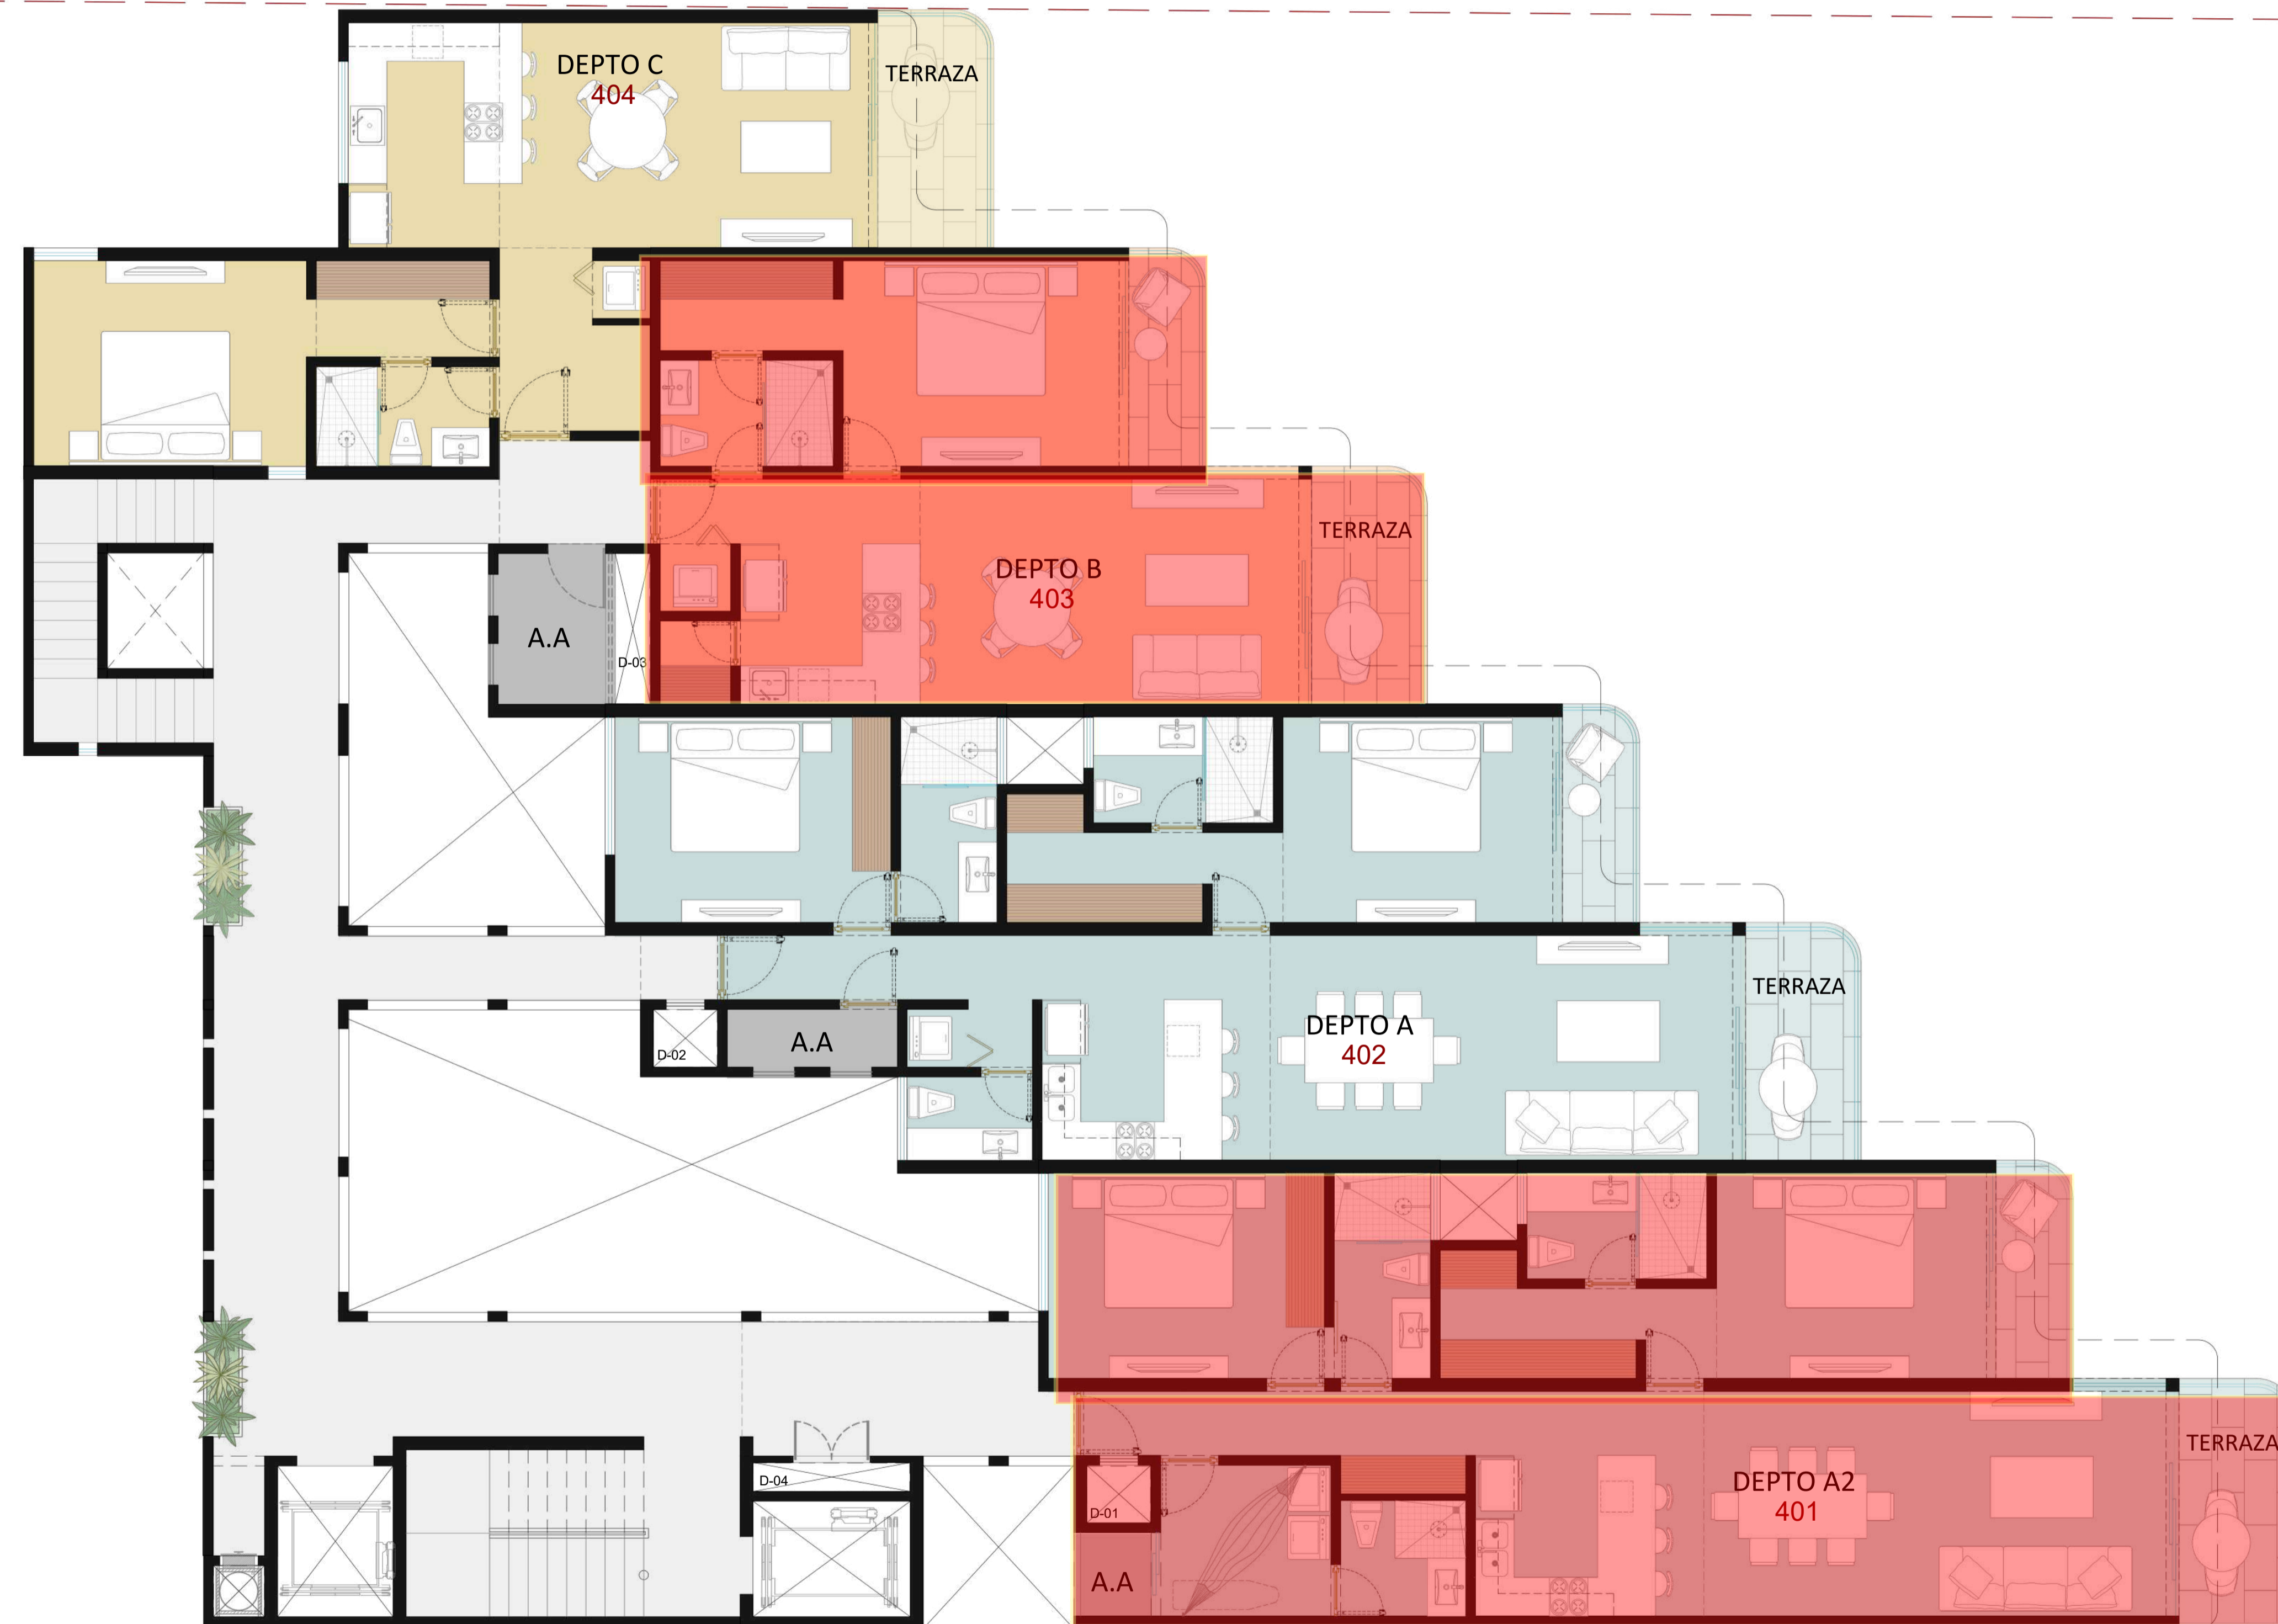 DEPTO C
404
TERRAZA
TERRAZA
DEPTO B
403
A.A
D-03
TERRAZA
DEPTO A
402
A.A
D-02
TERRAZA
DEPTO A2
401
D-04
D-01
A.A